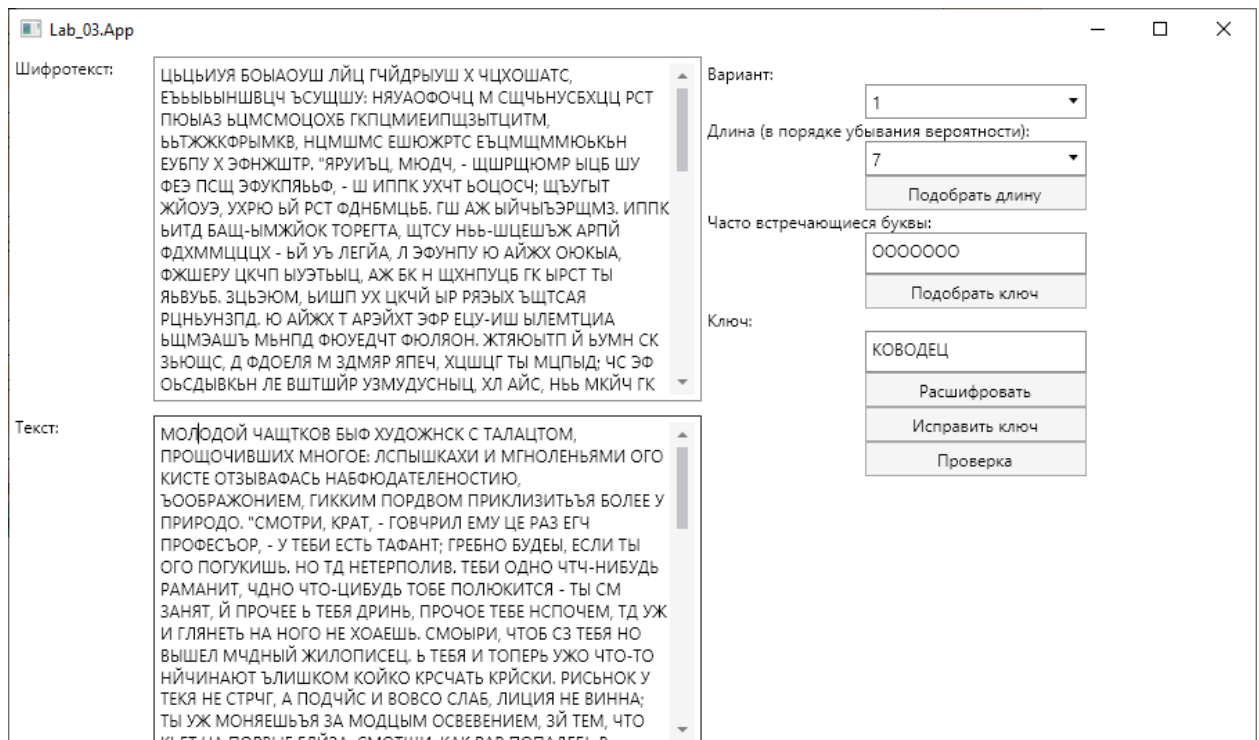 Lab_03.App
Шифротекст:
ЦЬЦЬИУЯ БОЫАОУШ ЛЙЦ ГЧЙДРЫУШ Х ЧЦХОШАТС,
ЕЪЬЫЬЫНШВЦЧ ЪСУЩШУ: НЯУАОФОЧЦ М СЩЧЬНУСБХЦЦ РСТ
ПЮЫАЗ ЬЦМСМОЦОХБ ГКПЦМИЕИПЩЗЫТЦИТМ,
ЬЬТЖЖКФРЫМКВ, НЦМШМС ЕШЮЖРТС ЕЪЦМЩММЮЬКЬН
ЕУБПУ Х ЭФНЖШТР. "ЯРУИЪЦ, МЮДЧ, - ЩШРЩЮМР ЫЦБ ШУ
ФЕЭ ПСЩ ЭФУКПЯЬЬФ, - Ш ИППК УХЧТ ЬОЦОСЧ; ЩЪУГЫТ
ЖЙОУЭ, УХРЮ ЬЙ РСТ ФДНБМЦЬБ. ГШ АЖ ЫЙЧЫЪЭРЩМЗ. ИППК
ЬИТД БАЩ-ЫМЖЙОК ТОРЕГТА, ЩТСУ НЬЬ-ШЦЕШЪЖ АРПЙ
ФДХММЦЦЦХ - ЬЙ УЪ ЛЕГЙА, Л ЭФУНПУ Ю АЙЖХ ОЮКЫА,
ФЖШЕРУ ЦКЧП ЫУЭТЬЫЦ, АЖ БК Н ЩХНПУЦБ ГК ЫРСТ ТЫ
ЯЬВУЬБ. ЗЦЬЭЮМ, ЬИШП УХ ЦКЧЙ ЫР РЯЭЫХ ЪЩТСАЯ
РЦНЬУНЗПД. Ю АЙЖХ Т АРЭЙХТ ЭФР ЕЦУ-ИШ ЫЛЕМТЦИА
ЬЩМЭАШЪ МЬНПД ФЮУЕДЧТ ФЮЛЯОН. ЖТЯЮЫТП Й ЬУМН СК
ЗЬЮЩС, Д ФДОЕЛЯ М ЗДМЯР ЯПЕЧ, ХЦШЦГ ТЫ МЦПЫД; ЧС ЭФ
ОЬСДЫВКЬН ЛЕ ВШТШЙР УЗМУДУСНЫЦ, ХЛ АЙС, НЬЬ МКЙЧ ГК
Текст:
МОЛОДОЙ ЧАЩТКОВ БЫФ ХУДОЖНСК С ТАЛАЦТОМ,
ПРОЩОЧИВШИХ МНОГОЕ: ЛСПЫШКАХИ И МГНОЛЕНЬЯМИ ОГО
КИСТЕ ОТЗЫВАФАСЬ НАБФЮДАТЕЛЕНОСТИЮ,
ЪООБРАЖОНИЕМ, ГИККИМ ПОРДВОМ ПРИКЛИЗИТЬЪЯ БОЛЕЕ У
ПРИРОДО. "СМОТРИ, КРАТ, - ГОВЧРИЛ ЕМУ ЦЕ РАЗ ЕГЧ
ПРОФЕСЪОР, - У ТЕБИ ЕСТЬ ТАФАНТ; ГРЕБНО БУДЕЫ, ЕСЛИ ТЫ
ОГО ПОГУКИШЬ. НО ТД НЕТЕРПОЛИВ. ТЕБИ ОДНО ЧТЧ-НИБУДЬ
РАМАНИТ, ЧДНО ЧТО-ЦИБУДЬ ТОБЕ ПОЛЮКИТСЯ - ТЫ СМ
ЗАНЯТ, Й ПРОЧЕЕ Ь ТЕБЯ ДРИНЬ, ПРОЧОЕ ТЕБЕ НСПОЧЕМ, ТД УЖ
И ГЛЯНЕТЬ НА НОГО НЕ ХОАЕШЬ. СМОЫРИ, ЧТОБ СЗ ТЕБЯ НО
ВЫШЕЛ МЧДНЫЙ ЖИЛОПИСЕЦ. Ь ТЕБЯ И ТОПЕРЬ УЖО ЧТО-ТО
НЙЧИНАЮТ ЪЛИШКОМ КОЙКО КРСЧАТЬ КРЙСКИ. РИСЬНОК У
ТЕКЯ НЕ СТРЧГ, А ПОДЧЙС И ВОВСО СЛАБ, ЛИЦИЯ НЕ ВИННА;
ТЫ УЖ МОНЯЕШЬЪЯ ЗА МОДЦЫМ ОСВЕВЕНИЕМ, ЗЙ ТЕМ, ЧТО
Вариант:
1
Длина (в порядке убывания вероятности):
7
Подобрать длину
Часто встречающиеся буквы:
ООООООО
Подобрать ключ
Ключ:
КОВОДЕЦ
Расшифровать
Исправить ключ
Проверка